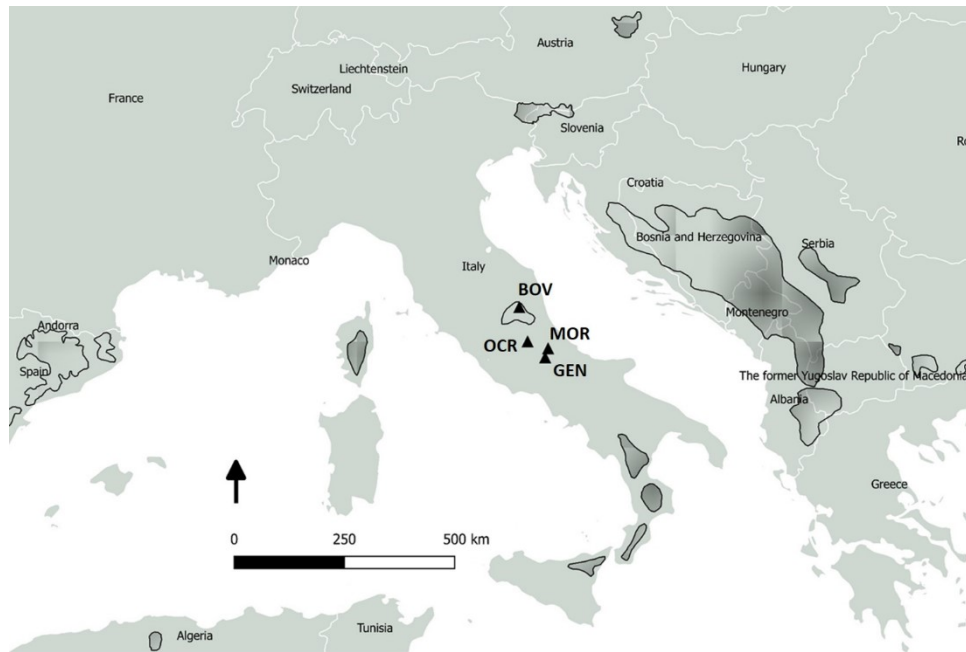 Austria
Hungary
Liechtenstein
Switzerland
France
Slovenia
Ro
Croatia
Bosnia and Herzegovina
Serbia
Monaco
Italy
BOV
Montenegro
Andorra
MOR
OCR
Spain
GEN
The former Yugoslav Republic of Macedonia
Albania
Greece
0 250 500 km
Algeria
Tunisia